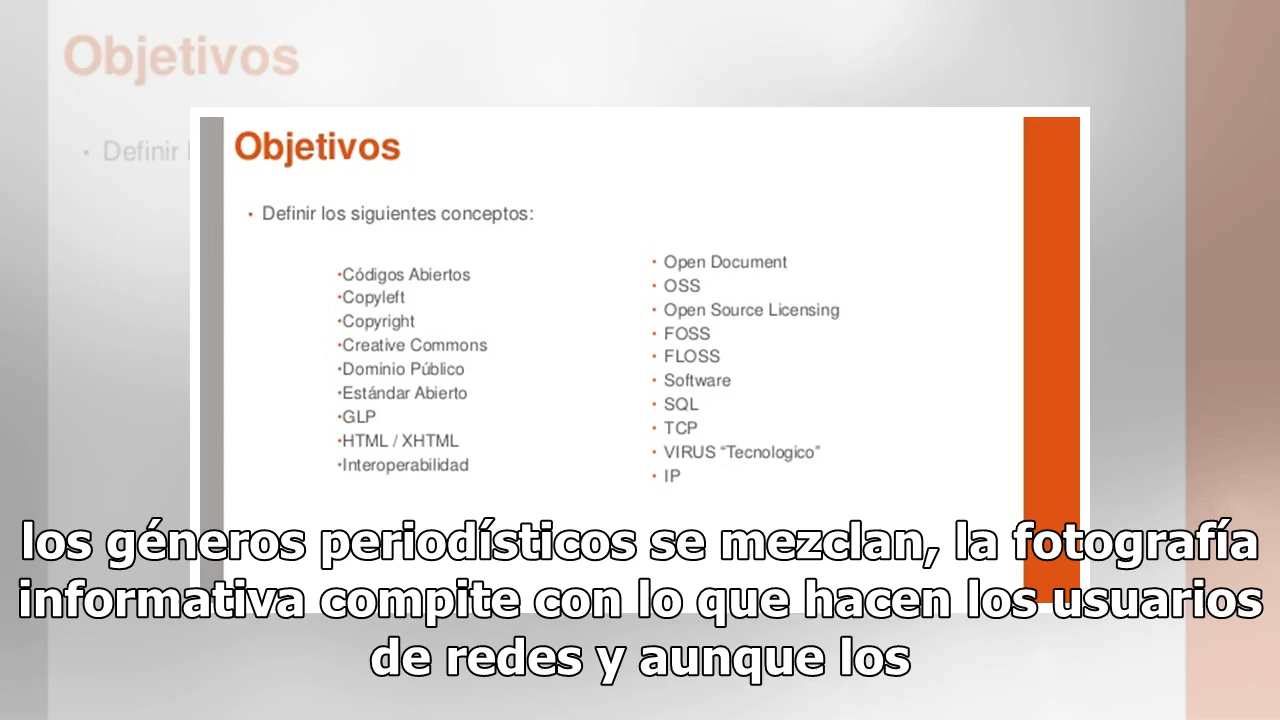 Objetivos
• Definir l
Objetivos
• Definir los siguientes conceptos:
•Códigos Abiertos
•Copyleft
•Copyright
•Creative Commons
•Dominio Público
•Estándar Abierto
•GLP
•HTML / XHTML
•Interoperabilidad
• Open Document
• OSS
• Open Source Licensing
• FOSS
• FLOSS
• Software
• SQL
• TCP
• VIRUS “Tecnologico”
• IP
los géneros periodísticos se mezclan, la fotografía
informativa compite con lo que hacen los usuarios
de redes y aunque los